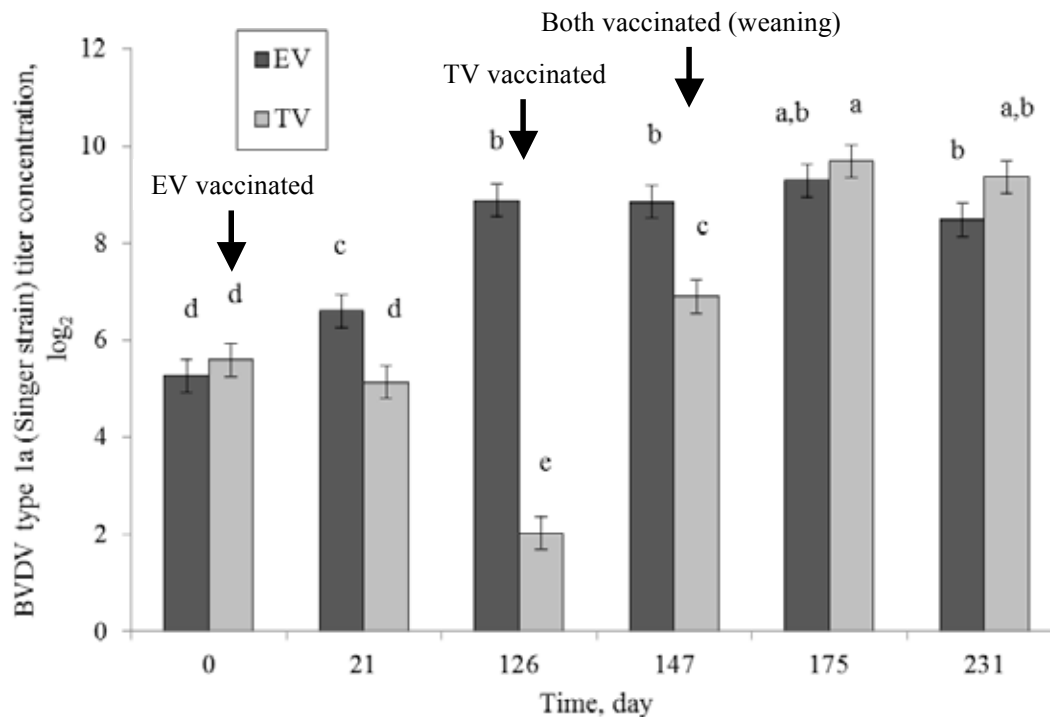 Both vaccinated (weaning)
TV vaccinated
EV vaccinated
EV
TV
BVDV type 1a (Singer strain) titer concentration,
log₂
12
10
8
6
4
2
0
d
d
c
d
b
e
b
c
a,b
a
b
a,b
0 21 126 147 175 231
Time, day